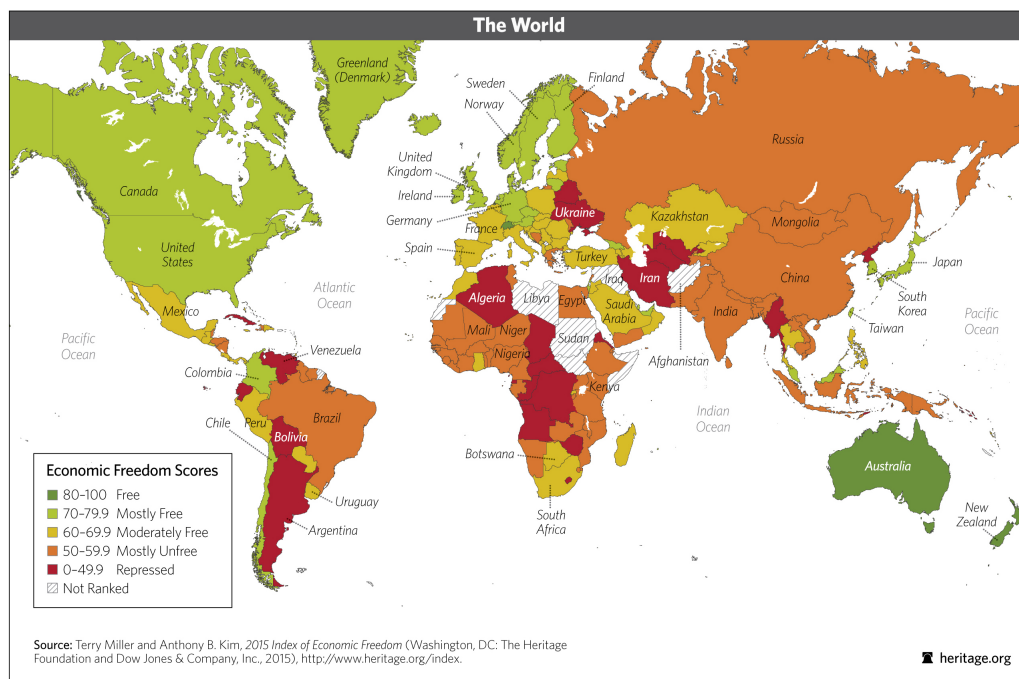 The World
Greenland
(Denmark)
Sweden
Finland
Norway
Russia
United
Kingdom
Canada
Ireland
Ukraine
Kazakhstan
Germany
Mongolia
France
United
States
Spain
Turkey
Japan
China
Iraq
Iran
Atlantic
Ocean
Algeria
Libya
Egypt
Saudi
Arabia
India
South
Korea
Mexico
Pacific
Ocean
Pacific
Ocean
Taiwan
Mali
Niger
Sudan
Venezuela
Nigeria
Afghanistan
Colombia
Kenya
Indian
Ocean
Chile
Peru
Brazil
Bolivia
Botswana
Australia
Economic Freedom Scores
80–100 Free
70–79.9 Mostly Free
60–69.9 Moderately Free
50–59.9 Mostly Unfree
0–49.9 Repressed
Not Ranked
Uruguay
Argentina
South
Africa
New
Zealand
Source: Terry Miller and Anthony B. Kim, 2015 Index of Economic Freedom (Washington, DC: The Heritage
Foundation and Dow Jones & Company, Inc., 2015), http://www.heritage.org/index.
heritage.org